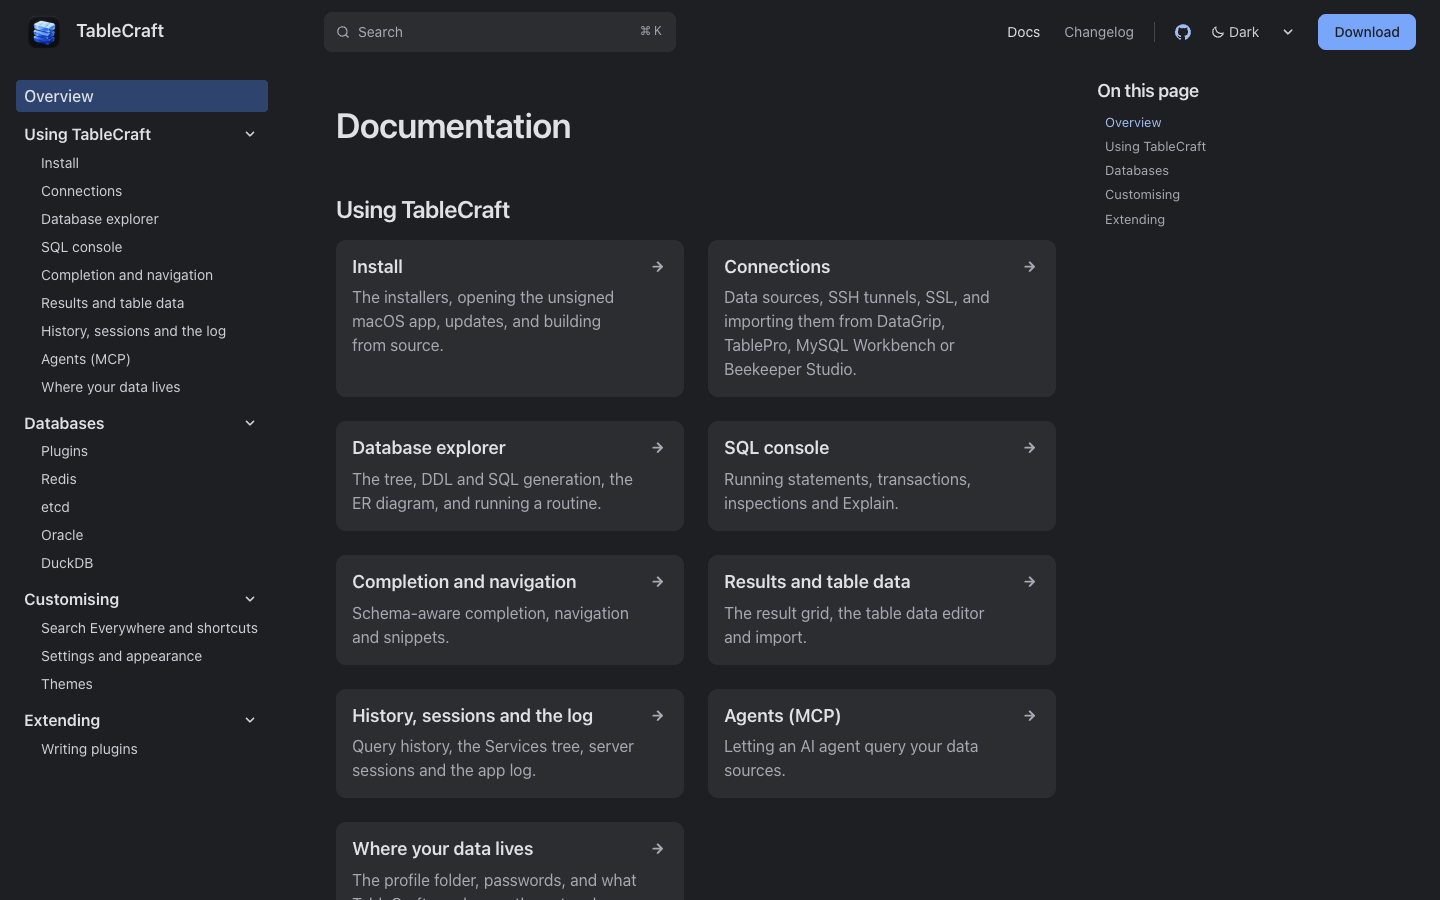 TableCraft
Search
⌘ K
Docs
Changelog
Dark
Download
Overview
Using TableCraft
Install
Connections
Database explorer
SQL console
Completion and navigation
Results and table data
History, sessions and the log
Agents (MCP)
Where your data lives
Databases
Plugins
Redis
etcd
Oracle
DuckDB
Customising
Search Everywhere and shortcuts
Settings and appearance
Themes
Extending
Writing plugins
Documentation
Using TableCraft
Install
The installers, opening the unsigned
macOS app, updates, and building
from source.
Connections
Data sources, SSH tunnels, SSL, and
importing them from DataGrip,
TablePro, MySQL Workbench or
Beekeeper Studio.
Database explorer
The tree, DDL and SQL generation, the
ER diagram, and running a routine.
SQL console
Running statements, transactions,
inspections and Explain.
Completion and navigation
Schema-aware completion, navigation
and snippets.
Results and table data
The result grid, the table data editor
and import.
History, sessions and the log
Query history, the Services tree, server
sessions and the app log.
Agents (MCP)
Letting an AI agent query your data
sources.
Where your data lives
The profile folder, passwords, and what
On this page
Overview
Using TableCraft
Databases
Customising
Extending